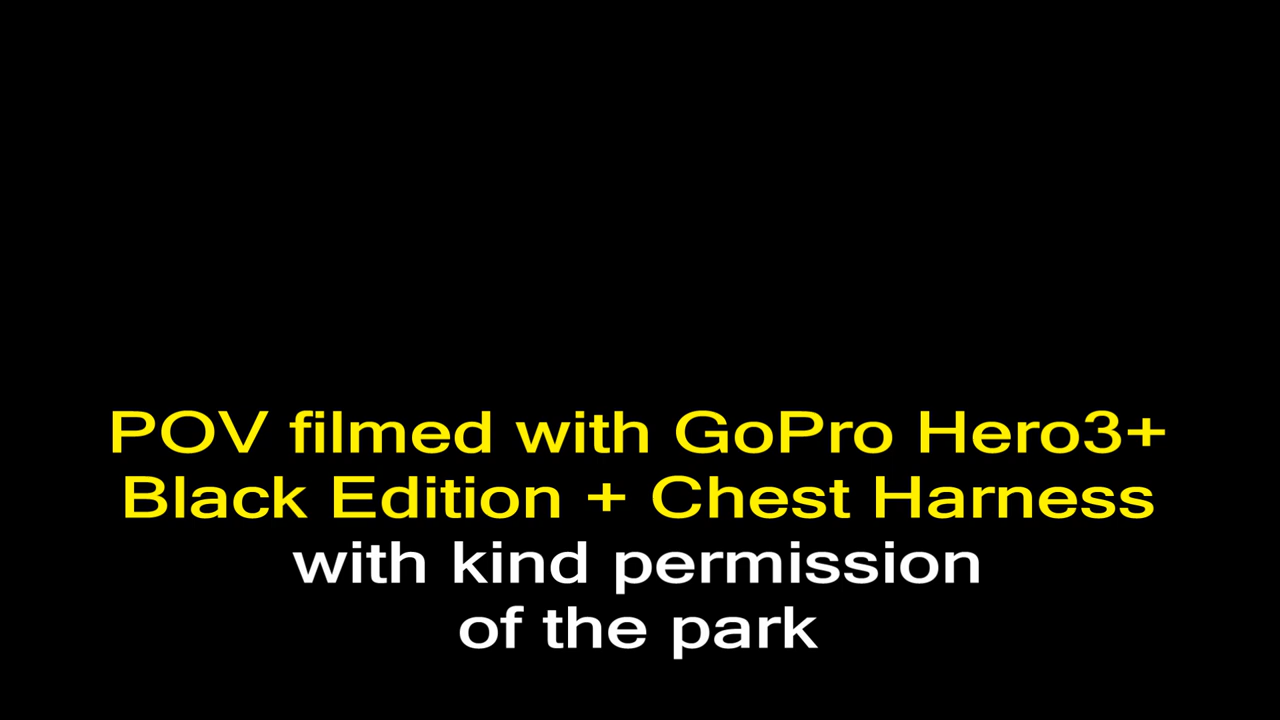 POV filmed with GoPro Hero3+
Black Edition + Chest Harness
with kind permission
of the park